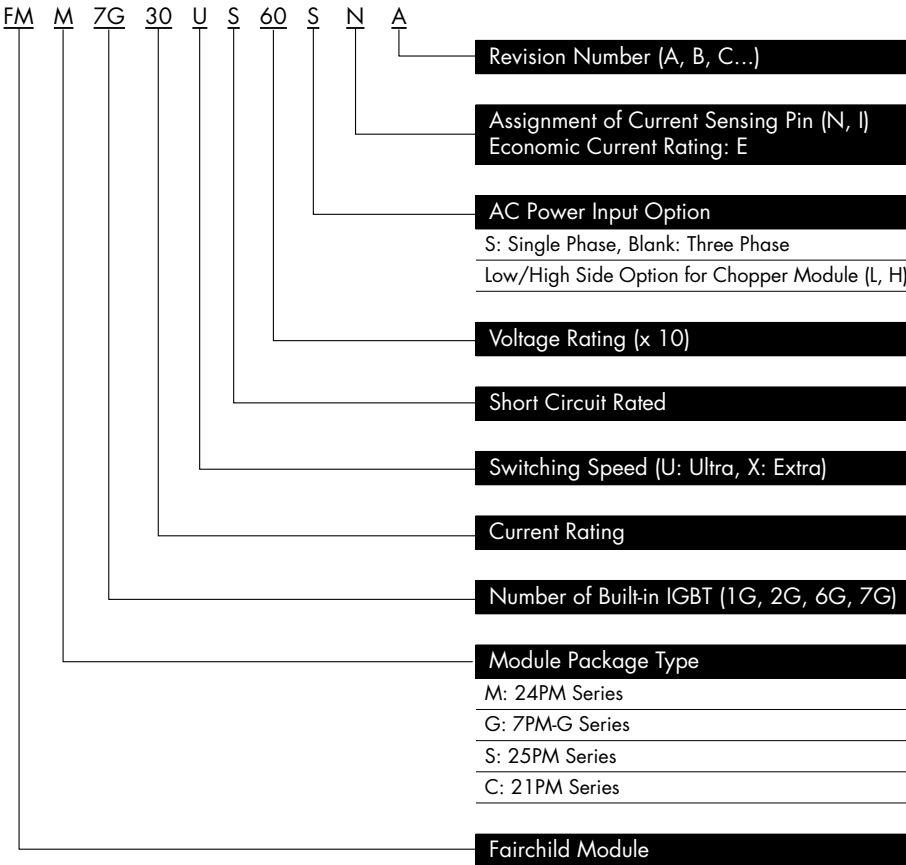 FM M 7G 30 U S 60 S N A
Revision Number (A, B, C...)
Assignment of Current Sensing Pin (N, I)
Economic Current Rating: E
AC Power Input Option
S: Single Phase, Blank: Three Phase
Low/High Side Option for Chopper Module (L, H)
Voltage Rating (x 10)
Short Circuit Rated
Switching Speed (U: Ultra, X: Extra)
Current Rating
Number of Built-in IGBT (1G, 2G, 6G, 7G)
Module Package Type
M: 24PM Series
G: 7PM-G Series
S: 25PM Series
C: 21PM Series
Fairchild Module